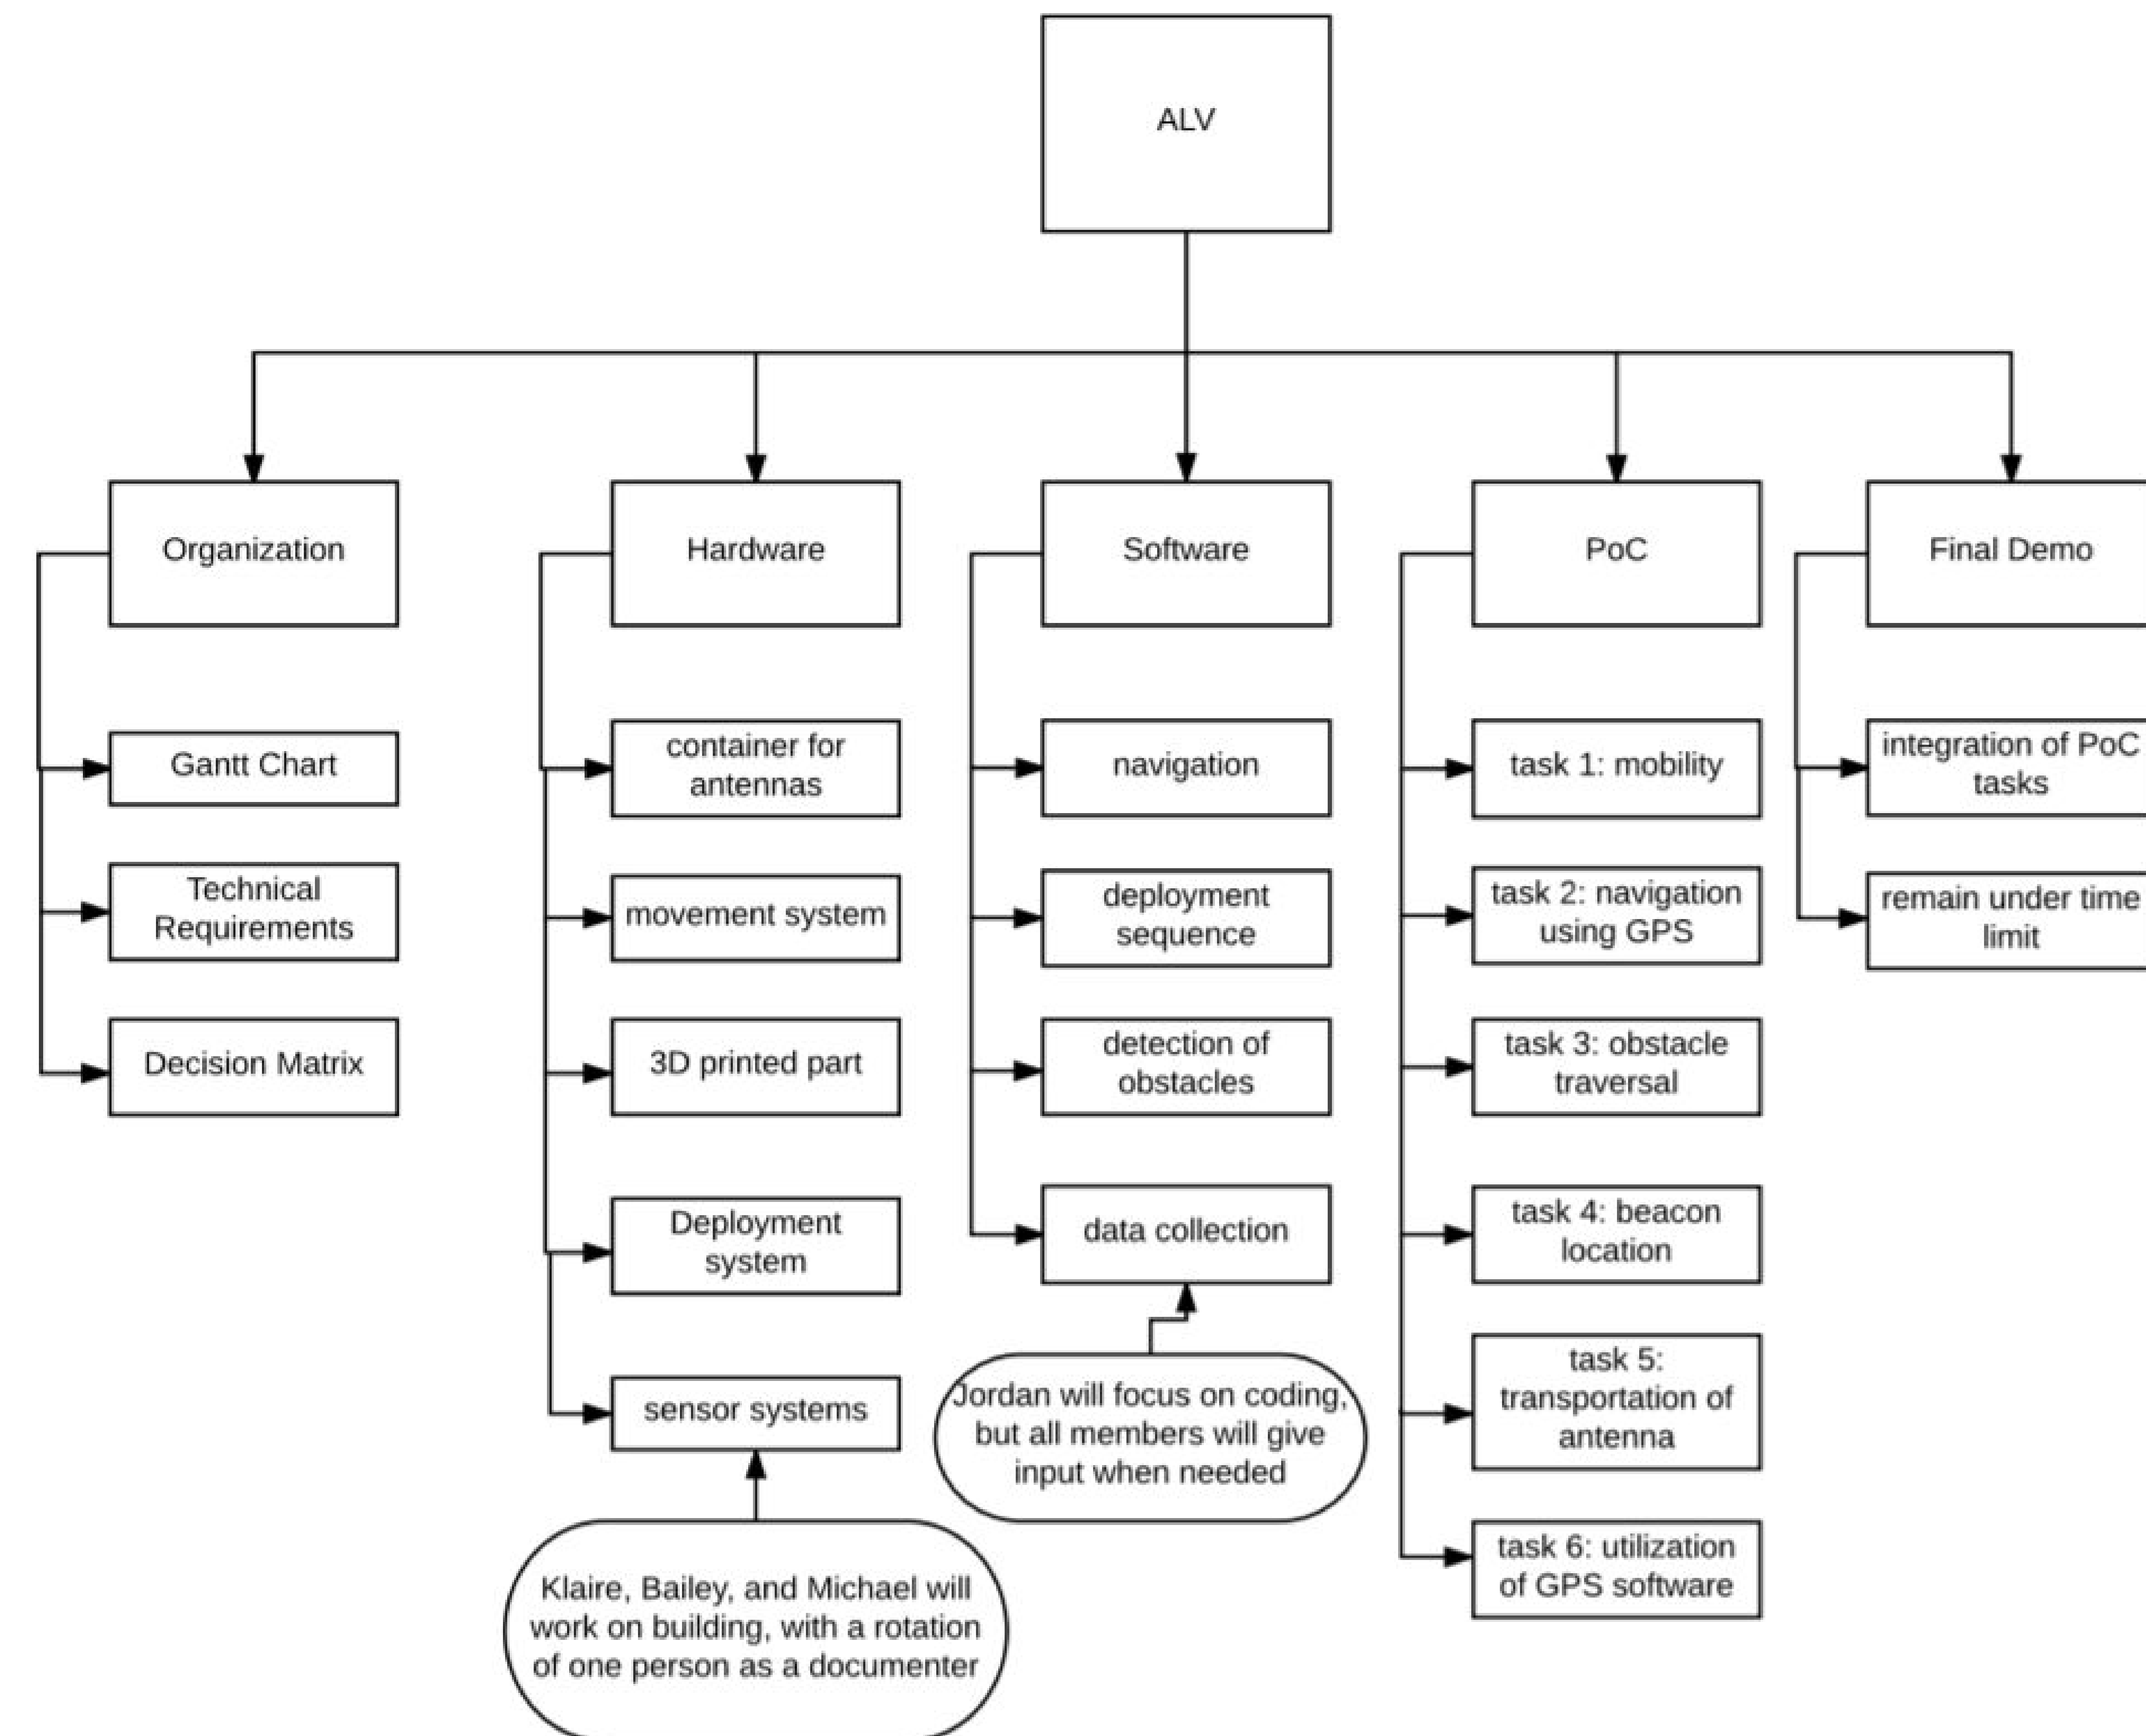 ALV
Organization
Hardware
Software
PoC
Final Demo
Gantt Chart
Technical
Requirements
Decision Matrix
container for
antennas
movement system
3D printed part
Deployment
system
sensor systems
Klaire, Bailey, and Michael will
work on building, with a rotation
of one person as a documenter
navigation
deployment
sequence
detection of
obstacles
data collection
Jordan will focus on coding,
but all members will give
input when needed
task 1: mobility
task 2: navigation
using GPS
task 3: obstacle
traversal
task 4: beacon
location
task 5:
transportation of
antenna
task 6: utilization
of GPS software
integration of PoC
tasks
remain under time
limit